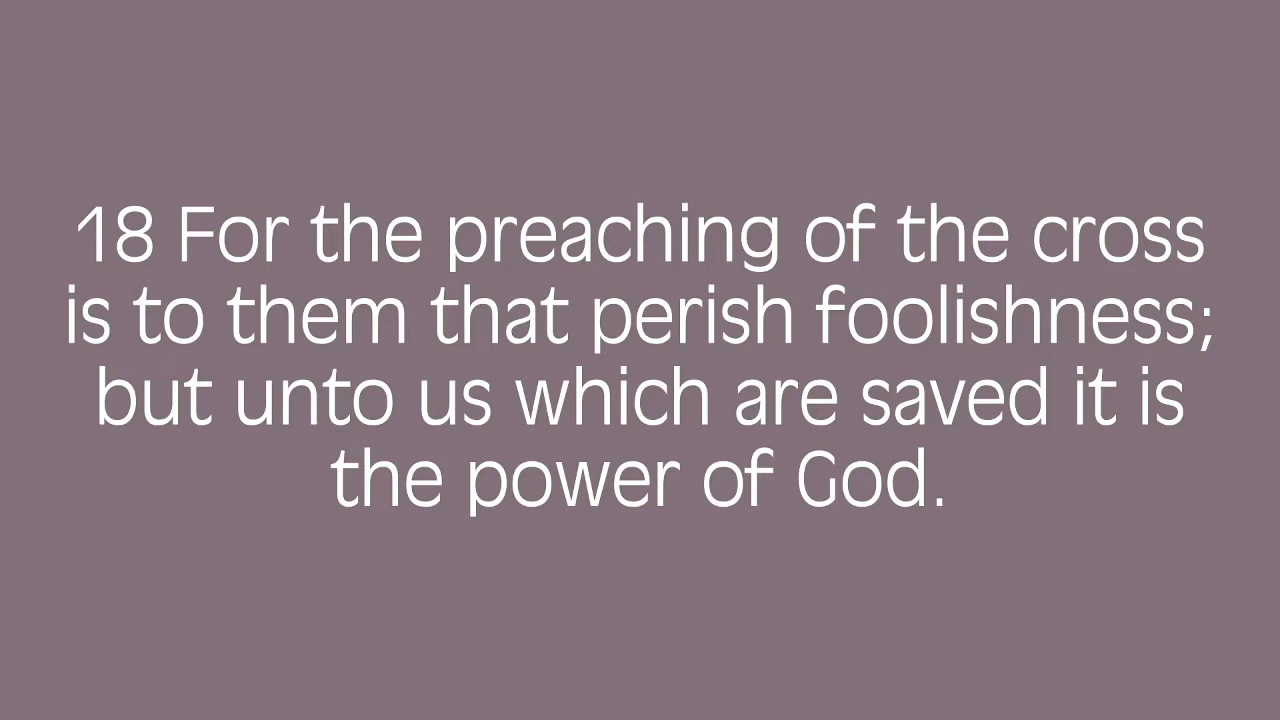 18 For the preaching of the cross
is to them that perish foolishness;
but unto us which are saved it is
the power of God.